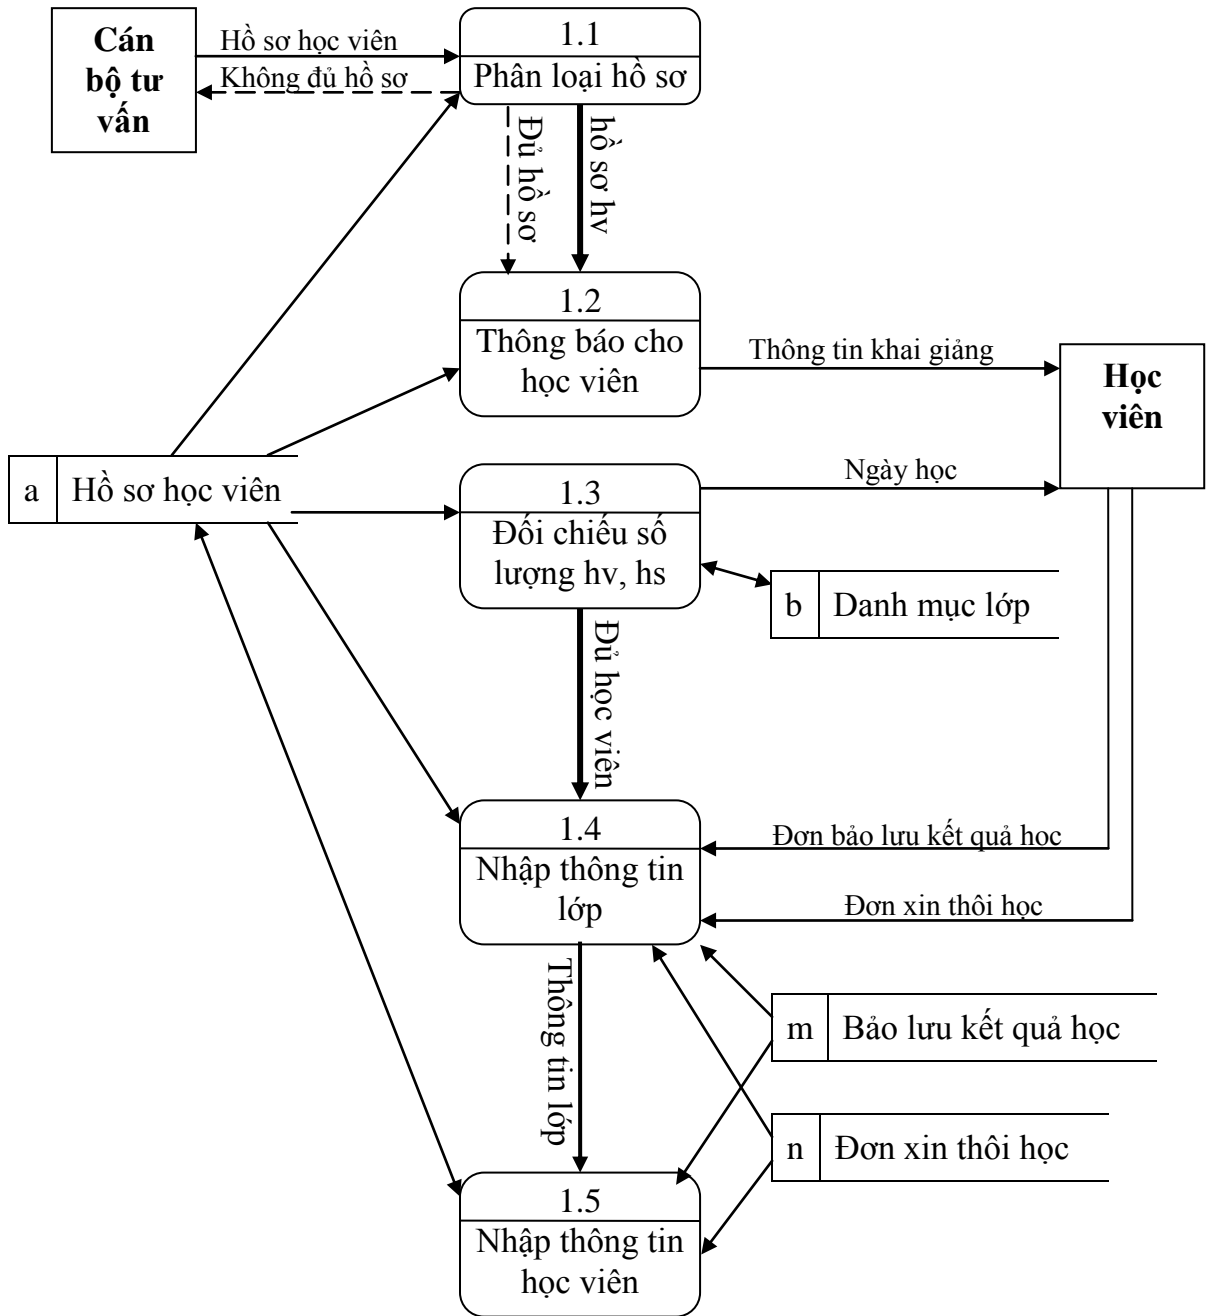 Cán
bộ tư
vấn
Hồ sơ học viên
Không đủ hồ sơ
1.1
Phân loại hồ sơ
Đủ hồ sơ
hồ sơ hv
1.2
Thông báo cho
học viên
Thông tin khai giảng
Học
viên
a
Hồ sơ học viên
1.3
Đối chiếu số
lượng hv, hs
Ngày học
b
Danh mục lớp
Đủ học viên
1.4
Nhập thông tin
lớp
Đơn bảo lưu kết quả học
Đơn xin thôi học
Thông tin lớp
m
Bảo lưu kết quả học
n
Đơn xin thôi học
1.5
Nhập thông tin
học viên